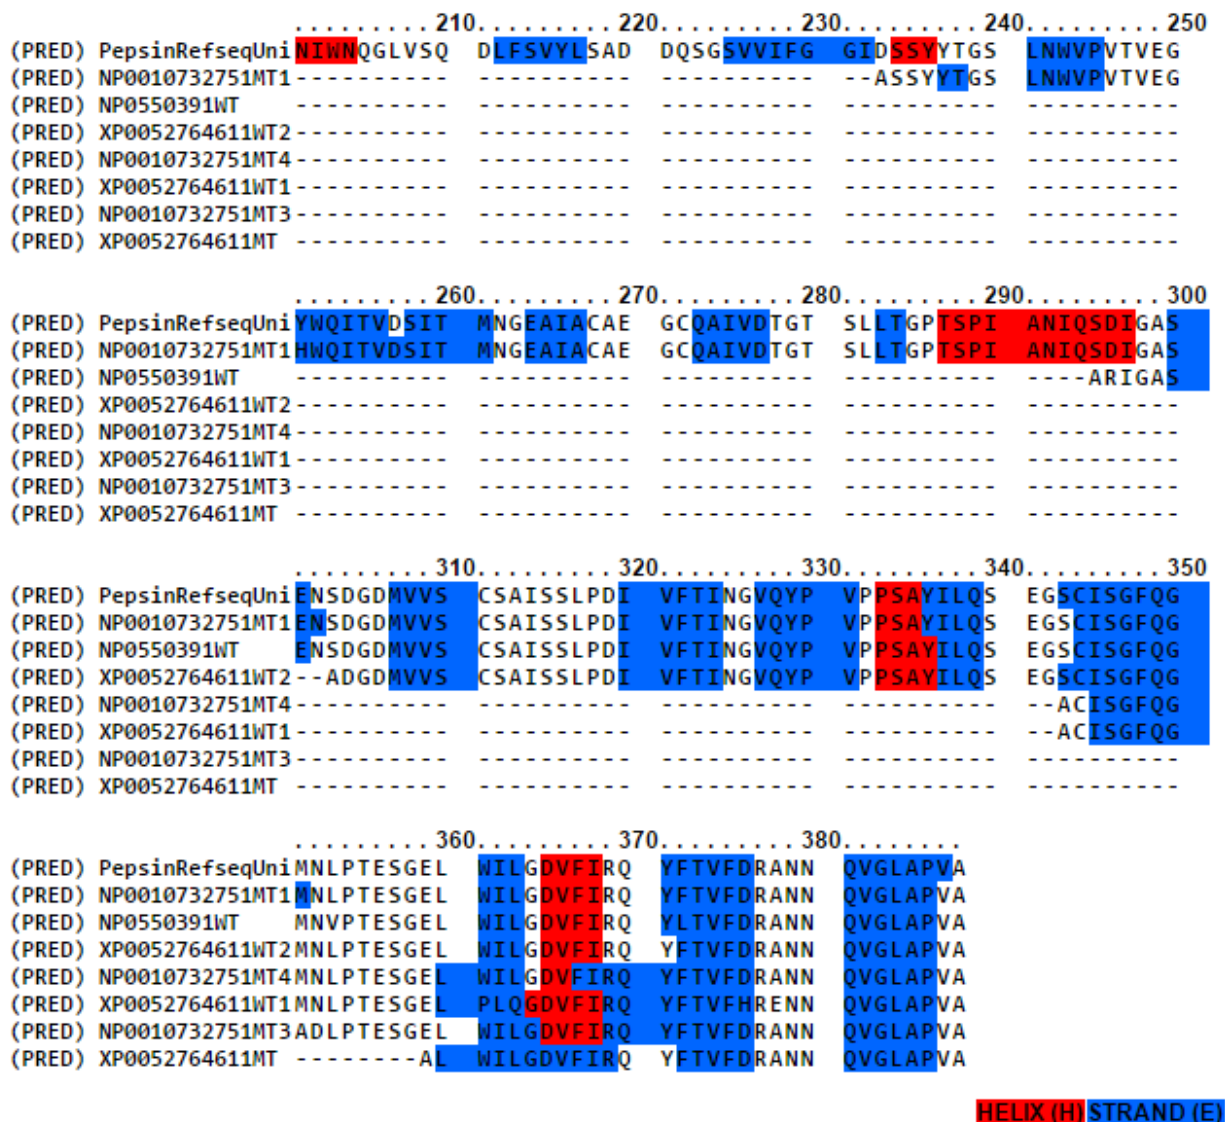 .........210.........220.........230.........240.........250
(PRED) PepsinRefseqUni NIWNQGLVSQ DLFSVYLSAD DQSGSVVIFG GIDSSYYTGS LNWVPVTVEG
(PRED) NP0010732751MT1 ---------- ---------- ---------- --ASSYYTGS LNWVPVTVEG
(PRED) NP0550391WT ---------- ---------- ---------- ---------- ----------
(PRED) XP0052764611WT2 ---------- ---------- ---------- ---------- ----------
(PRED) NP0010732751MT4 ---------- ---------- ---------- ---------- ----------
(PRED) XP0052764611WT1 ---------- ---------- ---------- ---------- ----------
(PRED) NP0010732751MT3 ---------- ---------- ---------- ---------- ----------
(PRED) XP0052764611MT ---------- ---------- ---------- ---------- ----------
.........260.........270.........280.........290.........300
(PRED) PepsinRefseqUni YWQITVDSIT MNGEAIACAE GCQAIVDTGT SLLTGPTSPI ANIQSDIGAS
(PRED) NP0010732751MT1 HWQITVDSIT MNGEAIACAE GCQAIVDTGT SLLTGPTSPI ANIQSDIGAS
(PRED) NP0550391WT ---------- ---------- ---------- ---------- ----ARIGAS
(PRED) XP0052764611WT2 ---------- ---------- ---------- ---------- ----------
(PRED) NP0010732751MT4 ---------- ---------- ---------- ---------- ----------
(PRED) XP0052764611WT1 ---------- ---------- ---------- ---------- ----------
(PRED) NP0010732751MT3 ---------- ---------- ---------- ---------- ----------
(PRED) XP0052764611MT ---------- ---------- ---------- ---------- ----------
.........310.........320.........330.........340.........350
(PRED) PepsinRefseqUni ENSDGDMVVS CSAISSLPDI VFTINGVQYP VPPSAYILQS EGSCISGFQG
(PRED) NP0010732751MT1 ENSDGDMVVS CSAISSLPDI VFTINGVQYP VPPSAYILQS EGSCISGFQG
(PRED) NP0550391WT ENSDGDMVVS CSAISSLPDI VFTINGVQYP VPPSAYILQS EGSCISGFQG
(PRED) XP0052764611WT2 --ADGDMVVS CSAISSLPDI VFTINGVQYP VPPSAYILQS EGSCISGFQG
(PRED) NP0010732751MT4 ---------- ---------- ---------- ---------- --ACISGFQG
(PRED) XP0052764611WT1 ---------- ---------- ---------- ---------- --ACISGFQG
(PRED) NP0010732751MT3 ---------- ---------- ---------- ---------- ----------
(PRED) XP0052764611MT ---------- ---------- ---------- ---------- ----------
.........360.........370.........380.......
(PRED) PepsinRefseqUni MNLPTESGEL WILGDVFIRQ YFTVFDRANN QVGLAPVA
(PRED) NP0010732751MT1 MNLPTESGEL WILGDVFIRQ YFTVFDRANN QVGLAPVA
(PRED) NP0550391WT MNVPTESGEL WILGDVFIRQ YLTVFDRANN QVGLAPVA
(PRED) XP0052764611WT2 MNLPTESGEL WILGDVFIRQ YFTVFDRANN QVGLAPVA
(PRED) NP0010732751MT4 MNLPTESGEL WILGDVFIRQ YFTVFDRANN QVGLAPVA
(PRED) XP0052764611WT1 MNLPTESGEL PLQGDVFIRQ YFTVFHRENN QVGLAPVA
(PRED) NP0010732751MT3 ADLPTESGEL WILGDVFIRQ YFTVFDRANN QVGLAPVA
(PRED) XP0052764611MT --------AL WILGDVFIRQ YFTVFDRANN QVGLAPVA
HELIX (H) STRAND (E)